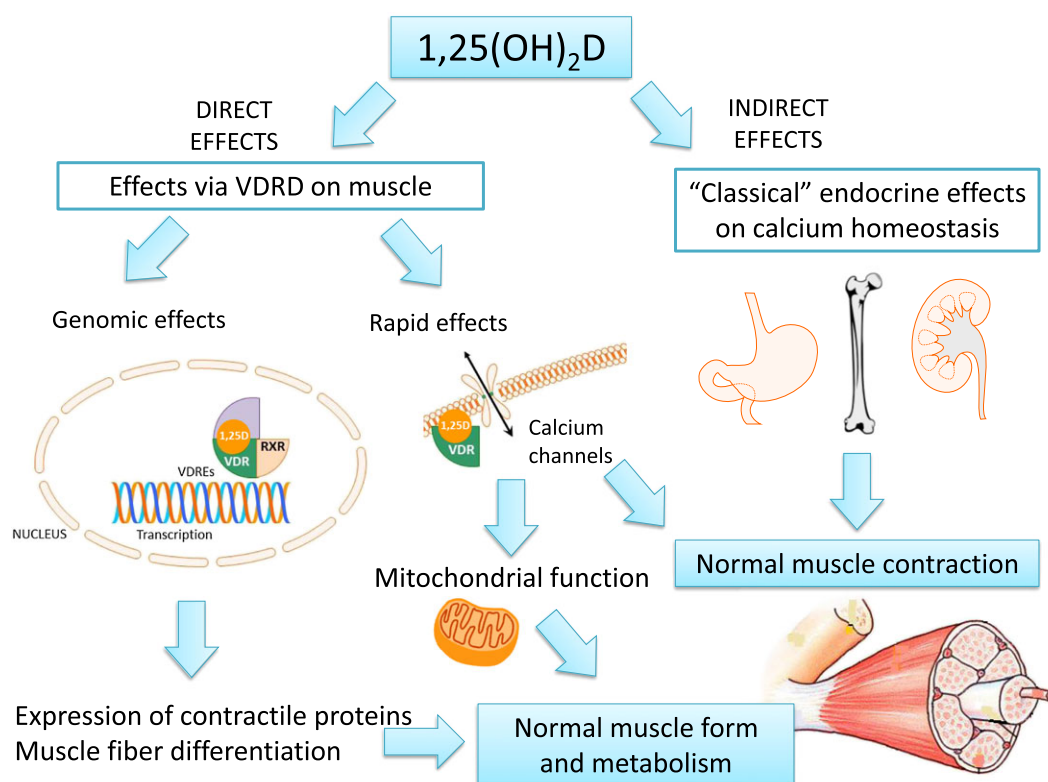 1,25(OH)₂D
DIRECT
EFFECTS
INDIRECT
EFFECTS
Effects via VDRD on muscle
“Classical” endocrine effects
on calcium homeostasis
Genomic effects
Rapid effects
1,25D
VDR
RXR
VDREs
Transcription
NUCLEUS
1,25D
VDR
Calcium
channels
Mitochondrial function
Normal muscle contraction
Expression of contractile proteins
Muscle fiber differentiation
Normal muscle form
and metabolism